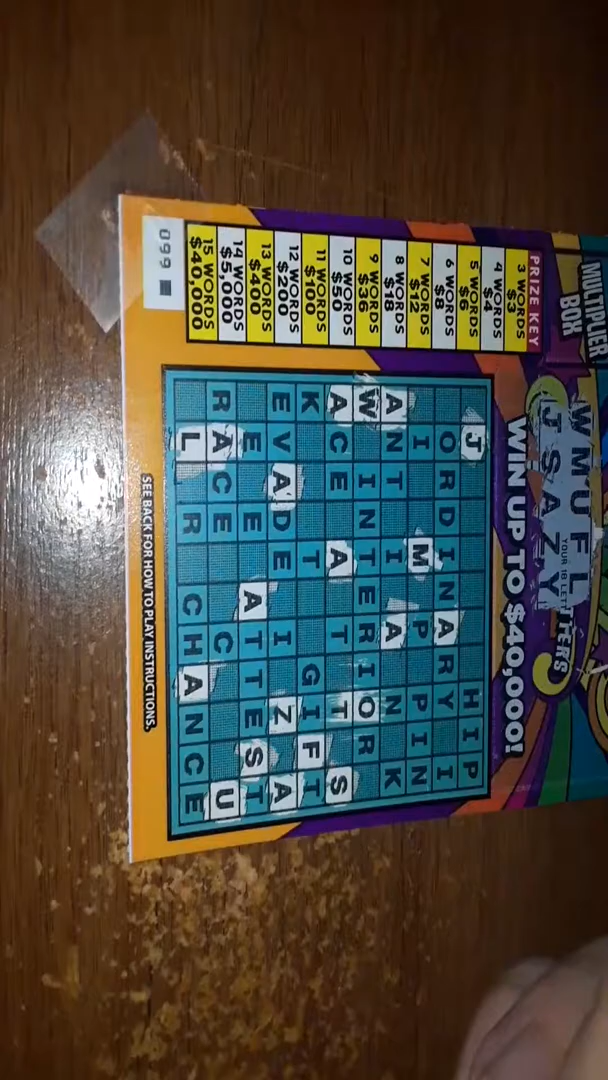 MULTIPLIER
BOX
W M U F L
YOUR 18 LETTERS
J S A Z Y
WIN UP TO $40,000!
PRIZE KEY
3 WORDS
$3
4 WORDS
$4
5 WORDS
$6
6 WORDS
$8
7 WORDS
$12
8 WORDS
$18
9 WORDS
$36
10 WORDS
$50
11 WORDS
$100
12 WORDS
$200
13 WORDS
$400
14 WORDS
$5,000
15 WORDS
$40,000
099
J H I P
O R D I N A R Y I
I M P P I N
A N T I A N K
W I N T E R I O R
A C E A T T S
K T G I F T
E V A D E I Z A
E E A T T E S T
R A C E C U
L R C H A N C E
SEE BACK FOR HOW TO PLAY INSTRUCTIONS.